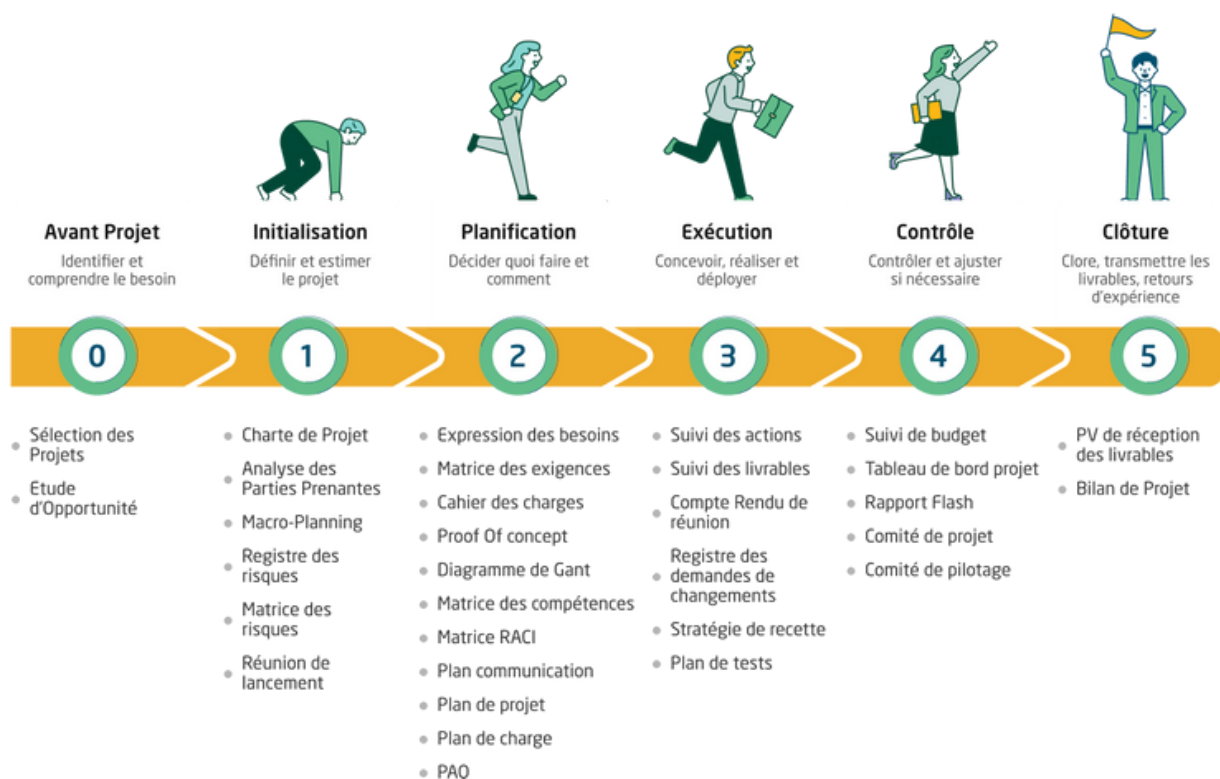 Avant Projet
Identifier et
comprendre le besoin
Initialisation
Définir et estimer
le projet
Planification
Décider quoi faire et
comment
Exécution
Concevoir, réaliser et
déployer
Contrôle
Contrôler et ajuster
si nécessaire
Clôture
Clore, transmettre les
livrables, retours
d'expérience
0
1
2
3
4
5
Sélection des
Projets
Etude
d'Opportunité
Charte de Projet
Analyse des
Parties Prenantes
Macro-Planning
Registre des
risques
Matrice des
risques
Réunion de
lancement
Expression des besoins
Matrice des exigences
Cahier des charges
Proof Of concept
Diagramme de Gant
Matrice des compétences
Matrice RACI
Plan communication
Plan de projet
Plan de charge
PAQ
Suivi des actions
Suivi des livrables
Compte Rendu de
réunion
Registre des
demandes de
changements
Stratégie de recette
Plan de tests
Suivi de budget
Tableau de bord projet
Rapport Flash
Comité de projet
Comité de pilotage
PV de réception
des livrables
Bilan de Projet